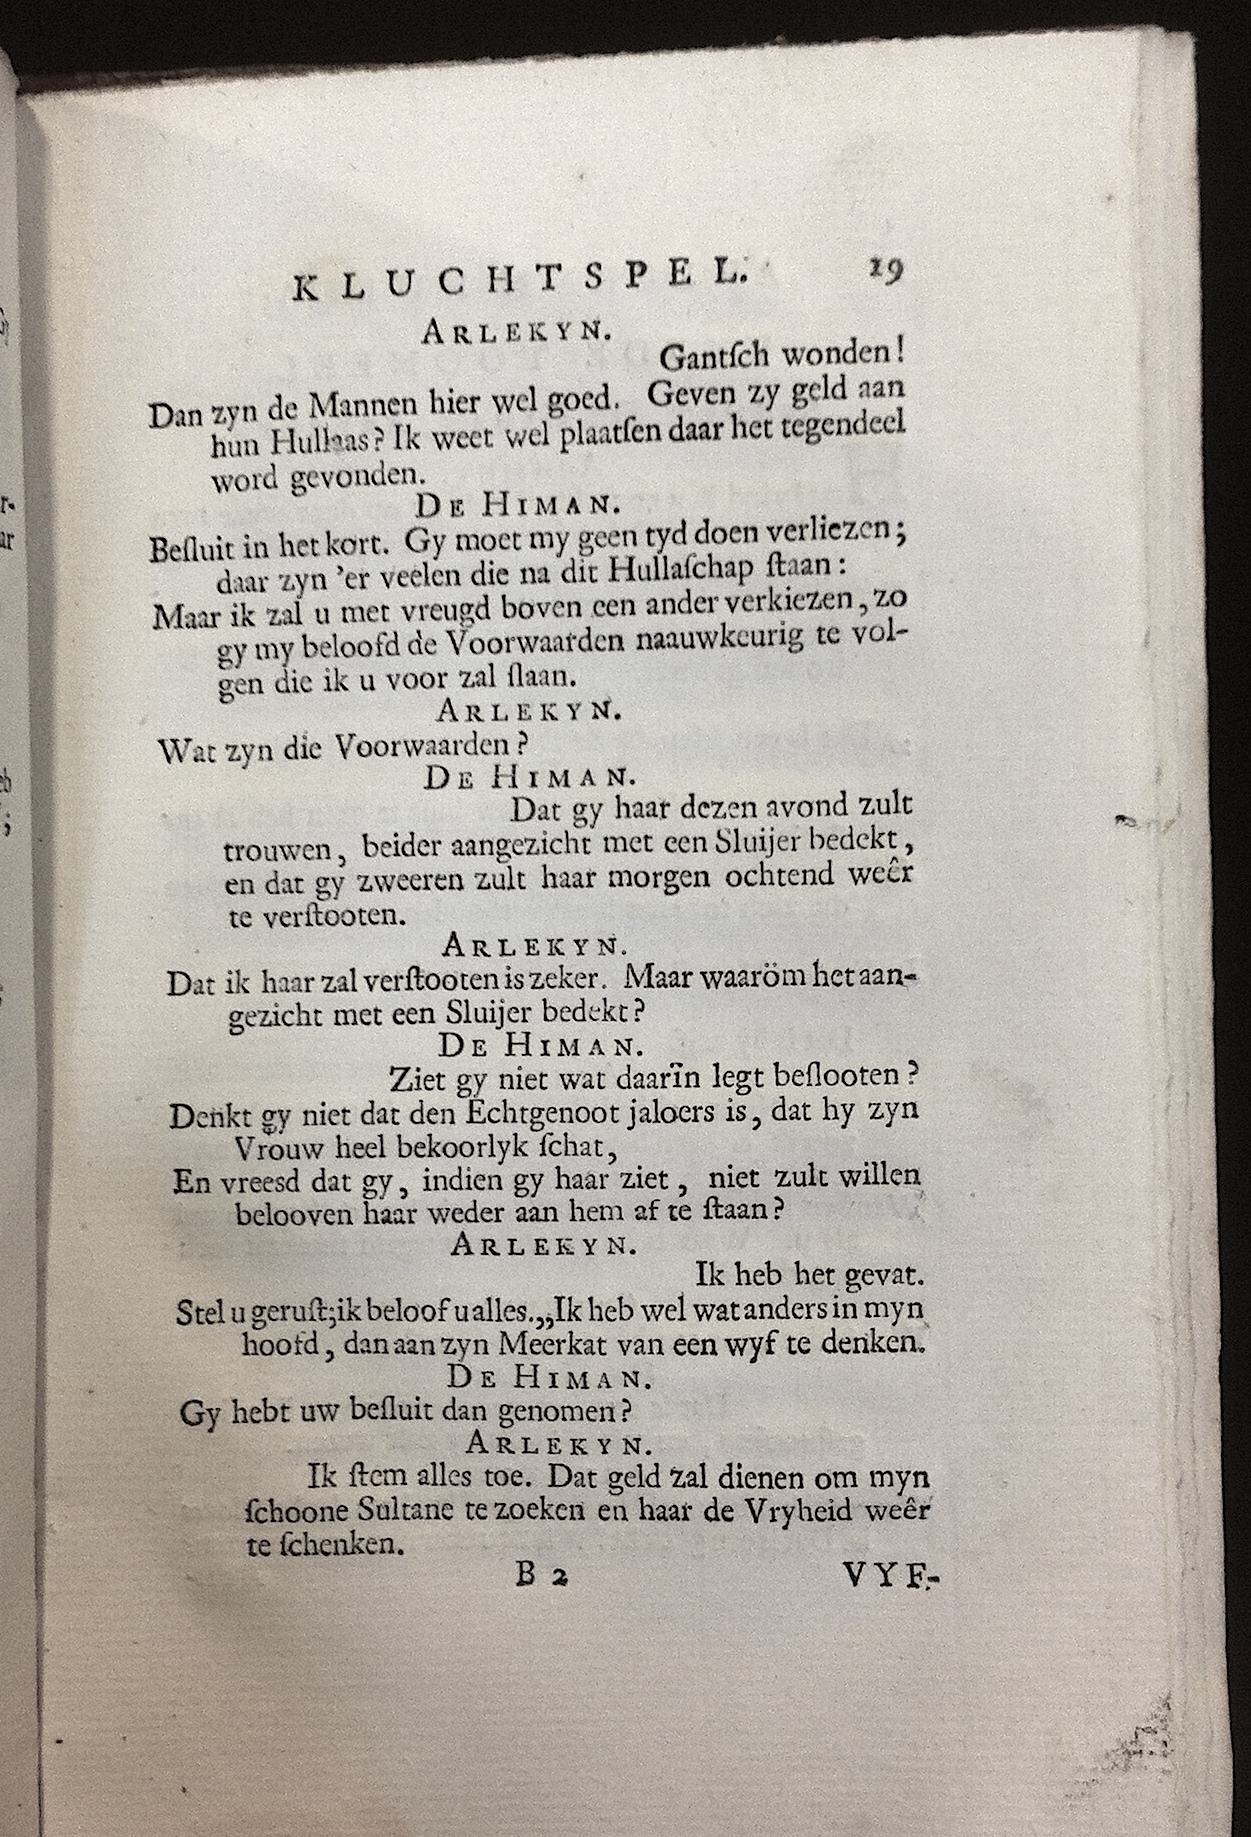 KLUCHTSPEL. 19
ARLEKYN.
Gantſch wonden!
Dan zyn de Mannen hier wel goed. Geven zy geld aan
hun Hullaas? Ik weet wel plaatſen daar het tegendeel
word gevonden.
DE HIMAN.
Beſluit in het kort. Gy moet my geen tyd doen verliezen;
daar zyn 'er veelen die na dit Hullaſchap ſtaan:
Maar ik zal u met vreugd boven een ander verkiezen, zo
gy my beloofd de Voorwaarden naauwkeurig te vol-
gen die ik u voor zal ſlaan.
ARLEKYN.
Wat zyn die Voorwaarden?
DE HIMAN.
Dat gy haar dezen avond zult
trouwen, beider aangezicht met een Sluijer bedekt,
en dat gy zweeren zult haar morgen ochtend weêr
te verſtooten.
ARLEKYN.
Dat ik haar zal verſtooten is zeker. Maar waaröm het aan-
gezicht met een Sluijer bedekt?
DE HIMAN.
Ziet gy niet wat daarïn legt beſlooten?
Denkt gy niet dat den Echtgenoot jaloers is, dat hy zyn
Vrouw heel bekoorlyk ſchat,
En vreesd dat gy, indien gy haar ziet, niet zult willen
belooven haar weder aan hem af te ſtaan?
ARLEKYN.
Ik heb het gevat.
Stel u geruſt; ik beloof u alles. „Ik heb wel wat anders in myn
hoofd, dan aan zyn Meerkat van een wyf te denken.
DE HIMAN.
Gy hebt uw beſluit dan genomen?
ARLEKYN.
Ik ſtem alles toe. Dat geld zal dienen om myn
ſchoone Sultane te zoeken en haar de Vryheid weêr
te ſchenken.
B 2 VYF-